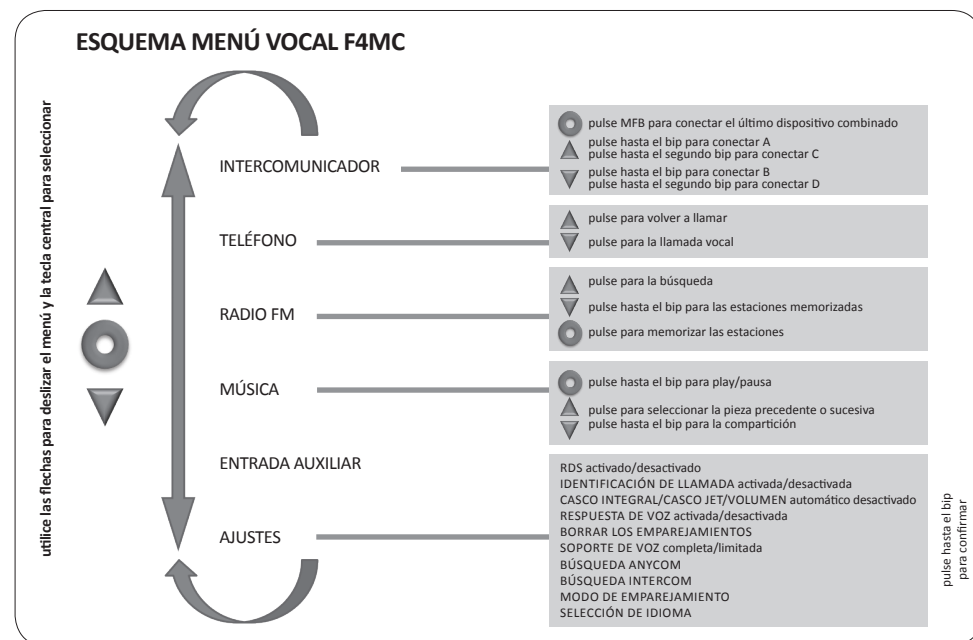 ESQUEMA MENÚ VOCAL F4MC
utilice las flechas para deslizar el menú y la tecla central para seleccionar
INTERCOMUNICADOR
pulse MFB para conectar el último dispositivo combinado
pulse hasta el bip para conectar A
pulse hasta el segundo bip para conectar C
pulse hasta el bip para conectar B
pulse hasta el segundo bip para conectar D
TELÉFONO
pulse para volver a llamar
pulse para la llamada vocal
RADIO FM
pulse para la búsqueda
pulse hasta el bip para las estaciones memorizadas
pulse para memorizar las estaciones
MÚSICA
pulse hasta el bip para play/pausa
pulse para seleccionar la pieza precedente o sucesiva
pulse hasta el bip para la compartición
ENTRADA AUXILIAR
AJUSTES
RDS activado/desactivado
IDENTIFICACIÓN DE LLAMADA activada/desactivada
CASCO INTEGRAL/CASCO JET/VOLUMEN automático desactivado
RESPUESTA DE VOZ activada/desactivada
BORRAR LOS EMPAREJAMIENTOS
SOPORTE DE VOZ completa/limitada
BÚSQUEDA ANYCOM
BÚSQUEDA INTERCOM
MODO DE EMPAREJAMIENTO
SELECCIÓN DE IDIOMA
pulse hasta el bip
para confirmar